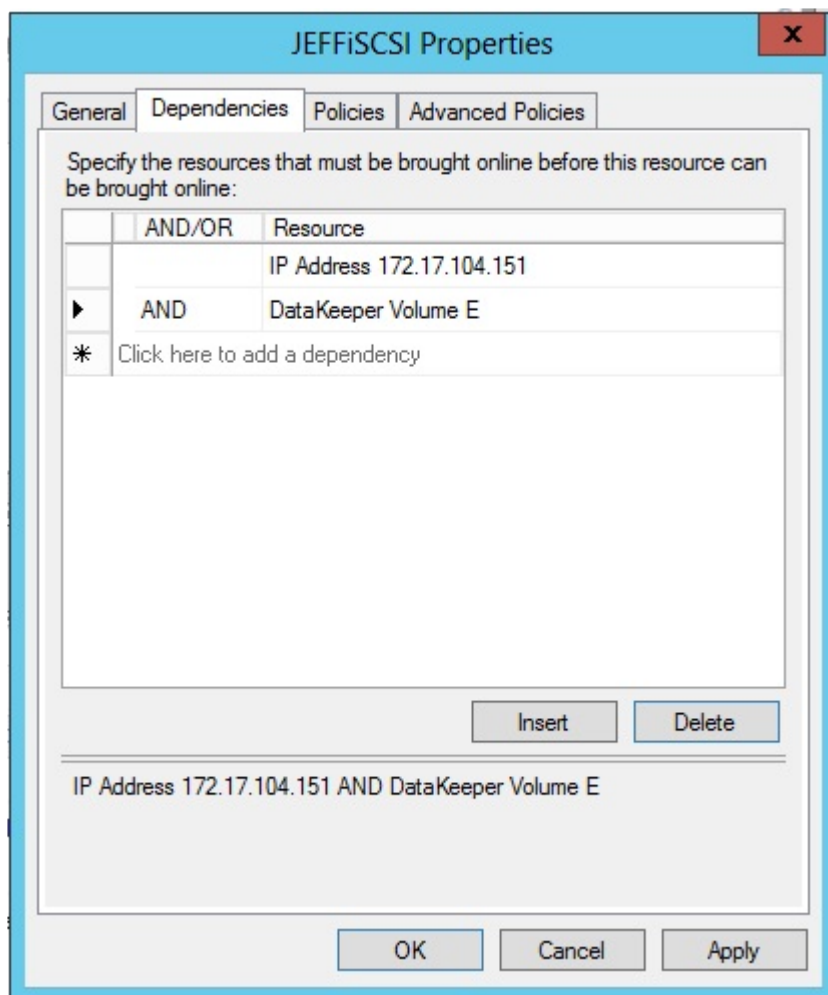 JEFFiSCSI Properties
x
General Dependencies Policies Advanced Policies
Specify the resources that must be brought online before this resource can
be brought online:
AND/OR Resource
IP Address 172.17.104.151
AND DataKeeper Volume E
Click here to add a dependency
Insert Delete
IP Address 172.17.104.151 AND DataKeeper Volume E
OK Cancel Apply